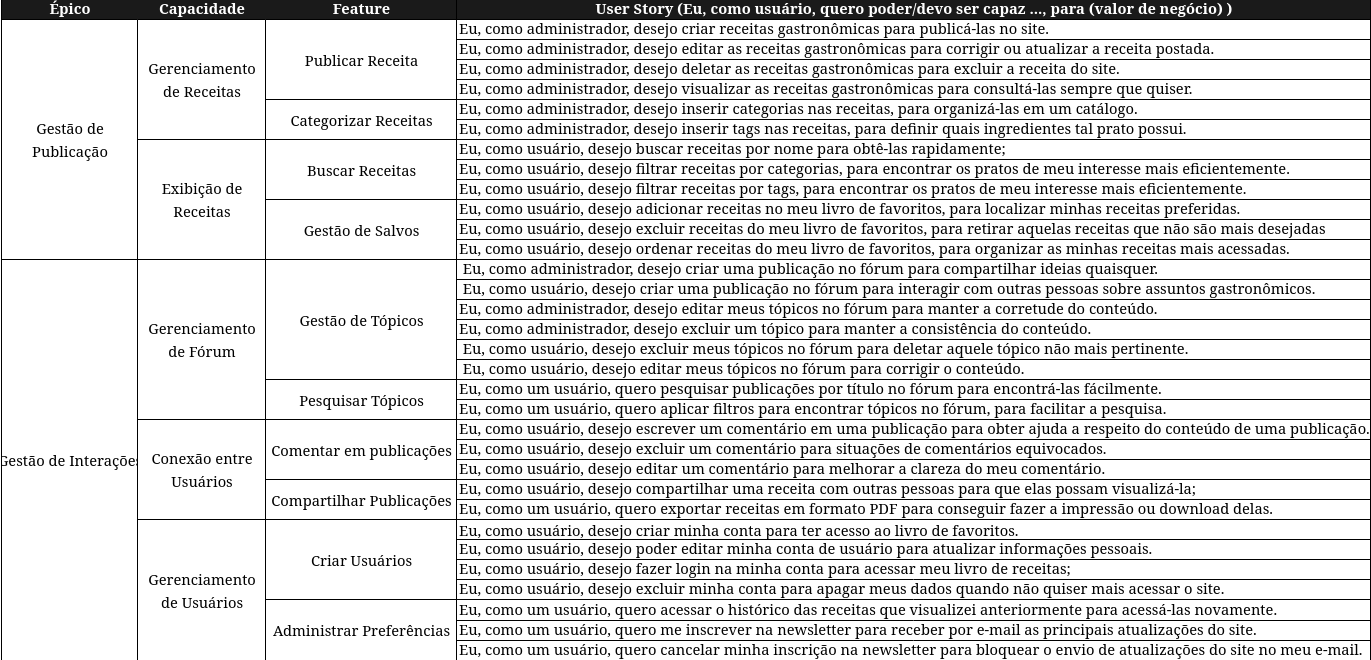 Épico Capacidade Feature User Story (Eu, como usuário, quero poder/devo ser capaz ..., para (valor de negócio) )
Gestão de
Publicação
Gerenciamento
de Receitas
Publicar Receita
Eu, como administrador, desejo criar receitas gastronômicas para publicá-las no site.
Eu, como administrador, desejo editar as receitas gastronômicas para corrigir ou atualizar a receita postada.
Eu, como administrador, desejo deletar as receitas gastronômicas para excluir a receita do site.
Eu, como administrador, desejo visualizar as receitas gastronômicas para consultá-las sempre que quiser.
Categorizar Receitas
Eu, como administrador, desejo inserir categorias nas receitas, para organizá-las em um catálogo.
Eu, como administrador, desejo inserir tags nas receitas, para definir quais ingredientes tal prato possui.
Exibição de
Receitas
Buscar Receitas
Eu, como usuário, desejo buscar receitas por nome para obtê-las rapidamente;
Eu, como usuário, desejo filtrar receitas por categorias, para encontrar os pratos de meu interesse mais eficientemente.
Eu, como usuário, desejo filtrar receitas por tags, para encontrar os pratos de meu interesse mais eficientemente.
Gestão de Salvos
Eu, como usuário, desejo adicionar receitas no meu livro de favoritos, para localizar minhas receitas preferidas.
Eu, como usuário, desejo excluir receitas do meu livro de favoritos, para retirar aquelas receitas que não são mais desejadas
Eu, como usuário, desejo ordenar receitas do meu livro de favoritos, para organizar as minhas receitas mais acessadas.
Gestão de Interações
Gerenciamento
de Fórum
Gestão de Tópicos
Eu, como administrador, desejo criar uma publicação no fórum para compartilhar ideias quaisquer.
Eu, como usuário, desejo criar uma publicação no fórum para interagir com outras pessoas sobre assuntos gastronômicos.
Eu, como administrador, desejo editar meus tópicos no fórum para manter a corretude do conteúdo.
Eu, como administrador, desejo excluir um tópico para manter a consistência do conteúdo.
Eu, como usuário, desejo excluir meus tópicos no fórum para deletar aquele tópico não mais pertinente.
Eu, como usuário, desejo editar meus tópicos no fórum para corrigir o conteúdo.
Pesquisar Tópicos
Eu, como um usuário, quero pesquisar publicações por título no fórum para encontrá-las fácilmente.
Eu, como um usuário, quero aplicar filtros para encontrar tópicos no fórum, para facilitar a pesquisa.
Conexão entre
Usuários
Comentar em publicações
Eu, como usuário, desejo escrever um comentário em uma publicação para obter ajuda a respeito do conteúdo de uma publicação.
Eu, como usuário, desejo excluir um comentário para situações de comentários equivocados.
Eu, como usuário, desejo editar um comentário para melhorar a clareza do meu comentário.
Compartilhar Publicações
Eu, como usuário, desejo compartilhar uma receita com outras pessoas para que elas possam visualizá-la;
Eu, como um usuário, quero exportar receitas em formato PDF para conseguir fazer a impressão ou download delas.
Gerenciamento
de Usuários
Criar Usuários
Eu, como usuário, desejo criar minha conta para ter acesso ao livro de favoritos.
Eu, como usuário, desejo poder editar minha conta de usuário para atualizar informações pessoais.
Eu, como usuário, desejo fazer login na minha conta para acessar meu livro de receitas;
Eu, como usuário, desejo excluir minha conta para apagar meus dados quando não quiser mais acessar o site.
Administrar Preferências
Eu, como um usuário, quero acessar o histórico das receitas que visualizei anteriormente para acessá-las novamente.
Eu, como um usuário, quero me inscrever na newsletter para receber por e-mail as principais atualizações do site.
Eu, como um usuário, quero cancelar minha inscrição na newsletter para bloquear o envio de atualizações do site no meu e-mail.